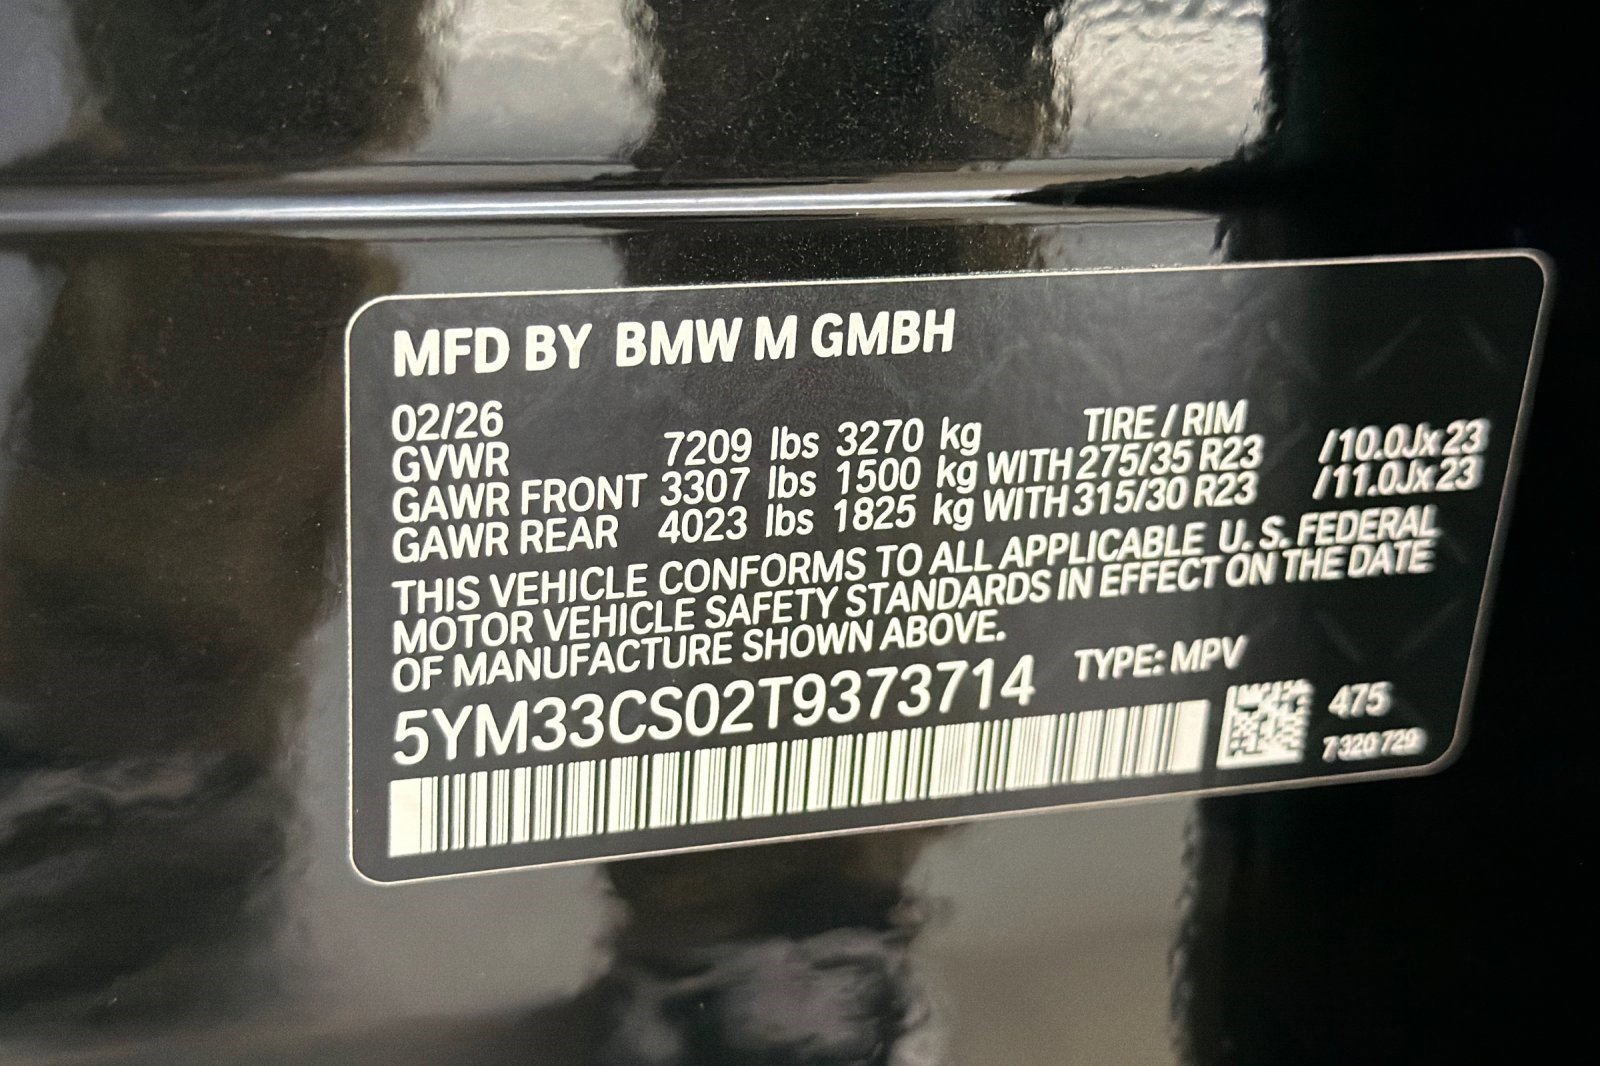 MFD BY BMW M GMBH
02/26 TIRE / RIM
GVWR 7209 lbs 3270 kg
GAWR FRONT 3307 lbs 1500 kg WITH 275/35 R23 /10.0Jx23
GAWR REAR 4023 lbs 1825 kg WITH 315/30 R23 /11.0Jx23
THIS VEHICLE CONFORMS TO ALL APPLICABLE U. S. FEDERAL
MOTOR VEHICLE SAFETY STANDARDS IN EFFECT ON THE DATE
OF MANUFACTURE SHOWN ABOVE.
5YM33CS02T9373714 TYPE: MPV
475
7 320 729